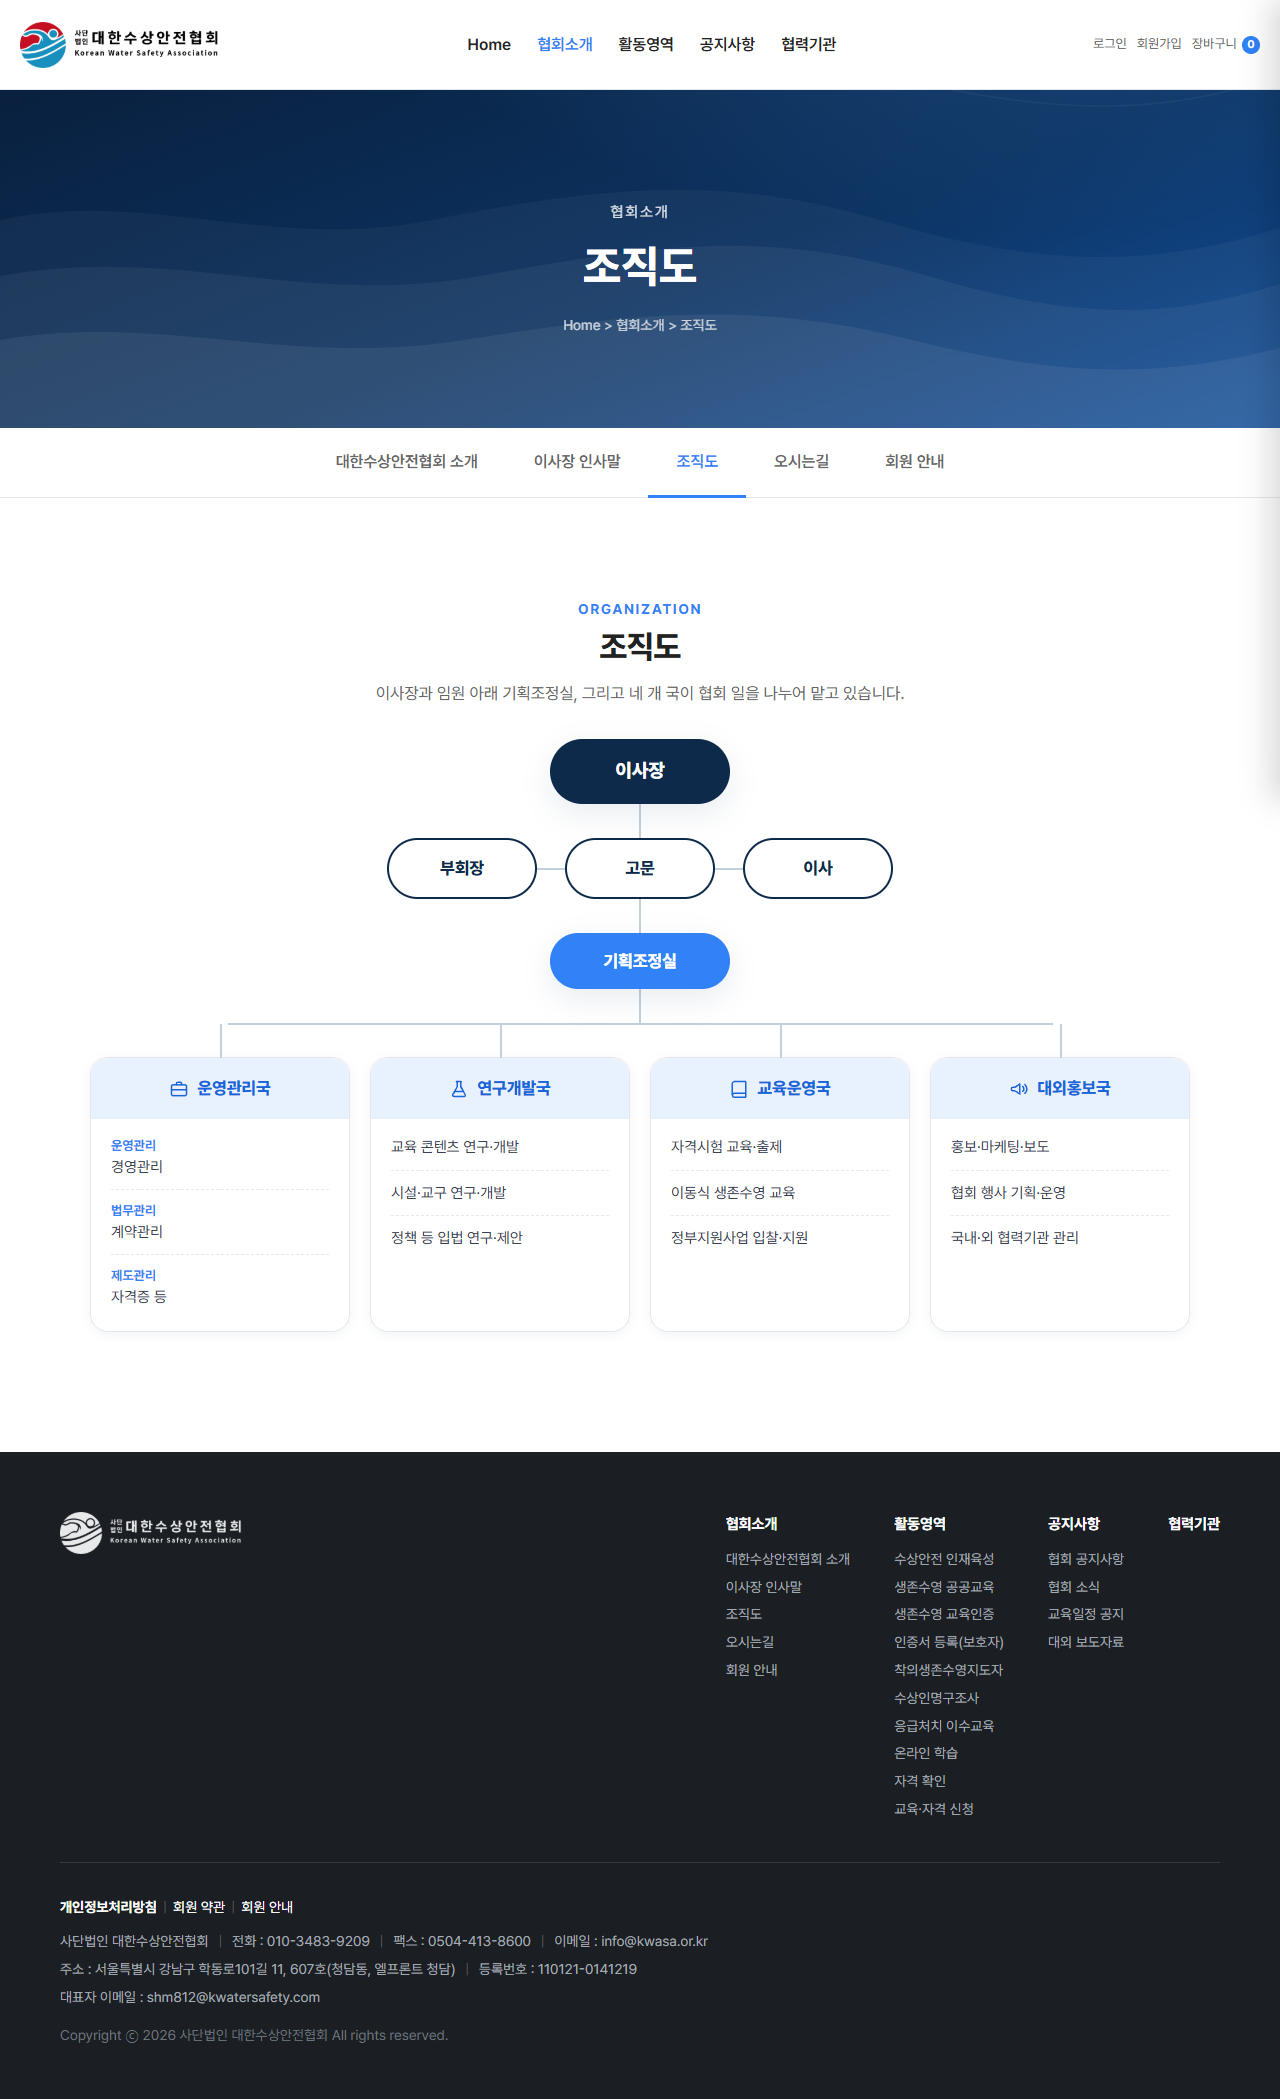 사단법인 대한수상안전협회
Korean Water Safety Association
Home 협회소개 활동영역 공지사항 협력기관
로그인 회원가입 장바구니 0
협회소개
조직도
Home > 협회소개 > 조직도
대한수상안전협회 소개 이사장 인사말 조직도 오시는길 회원 안내
ORGANIZATION
조직도
이사장과 임원 아래 기획조정실, 그리고 네 개 국이 협회 일을 나누어 맡고 있습니다.
이사장
부회장 고문 이사
기획조정실
운영관리국
운영관리
경영관리
법무관리
계약관리
제도관리
자격증 등
연구개발국
교육 콘텐츠 연구·개발
시설·교구 연구·개발
정책 등 입법 연구·제안
교육운영국
자격시험 교육·출제
이동식 생존수영 교육
정부지원사업 입찰·지원
대외홍보국
홍보·마케팅·보도
협회 행사 기획·운영
국내·외 협력기관 관리
사단법인 대한수상안전협회
Korean Water Safety Association
협회소개
대한수상안전협회 소개
이사장 인사말
조직도
오시는길
회원 안내
활동영역
수상안전 인재육성
생존수영 공공교육
생존수영 교육인증
인증서 등록(보호자)
착의생존수영지도자
수상인명구조사
응급처치 이수교육
온라인 학습
자격 확인
교육·자격 신청
공지사항
협회 공지사항
협회 소식
교육일정 공지
대외 보도자료
협력기관
개인정보처리방침 | 회원 약관 | 회원 안내
사단법인 대한수상안전협회 | 전화 : 010-3483-9209 | 팩스 : 0504-413-8600 | 이메일 : info@kwasa.or.kr
주소 : 서울특별시 강남구 학동로101길 11, 607호(청담동, 엘프론트 청담) | 등록번호 : 110121-0141219
대표자 이메일 : shm812@kwatersafety.com
Copyright ⓒ 2026 사단법인 대한수상안전협회 All rights reserved.